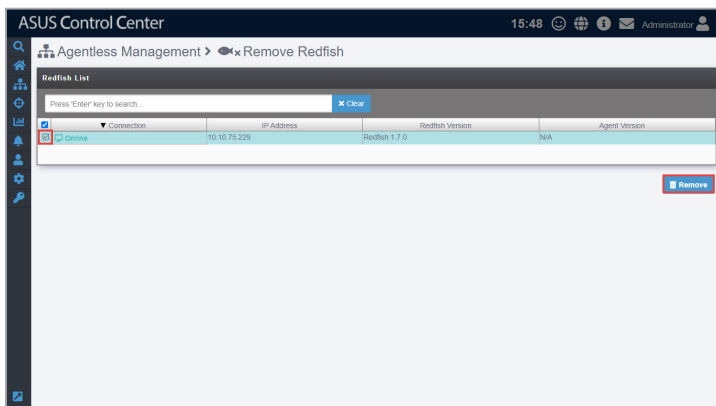 ASUS Control Center 15:48 Administrator
Agentless Management > Remove Redfish
Redfish List
Press 'Enter' key to search... × Clear
▼ Connection IP Address Redfish Version Agent Version
Online 10.10.75.229 Redfish 1.7.0 N/A
Remove